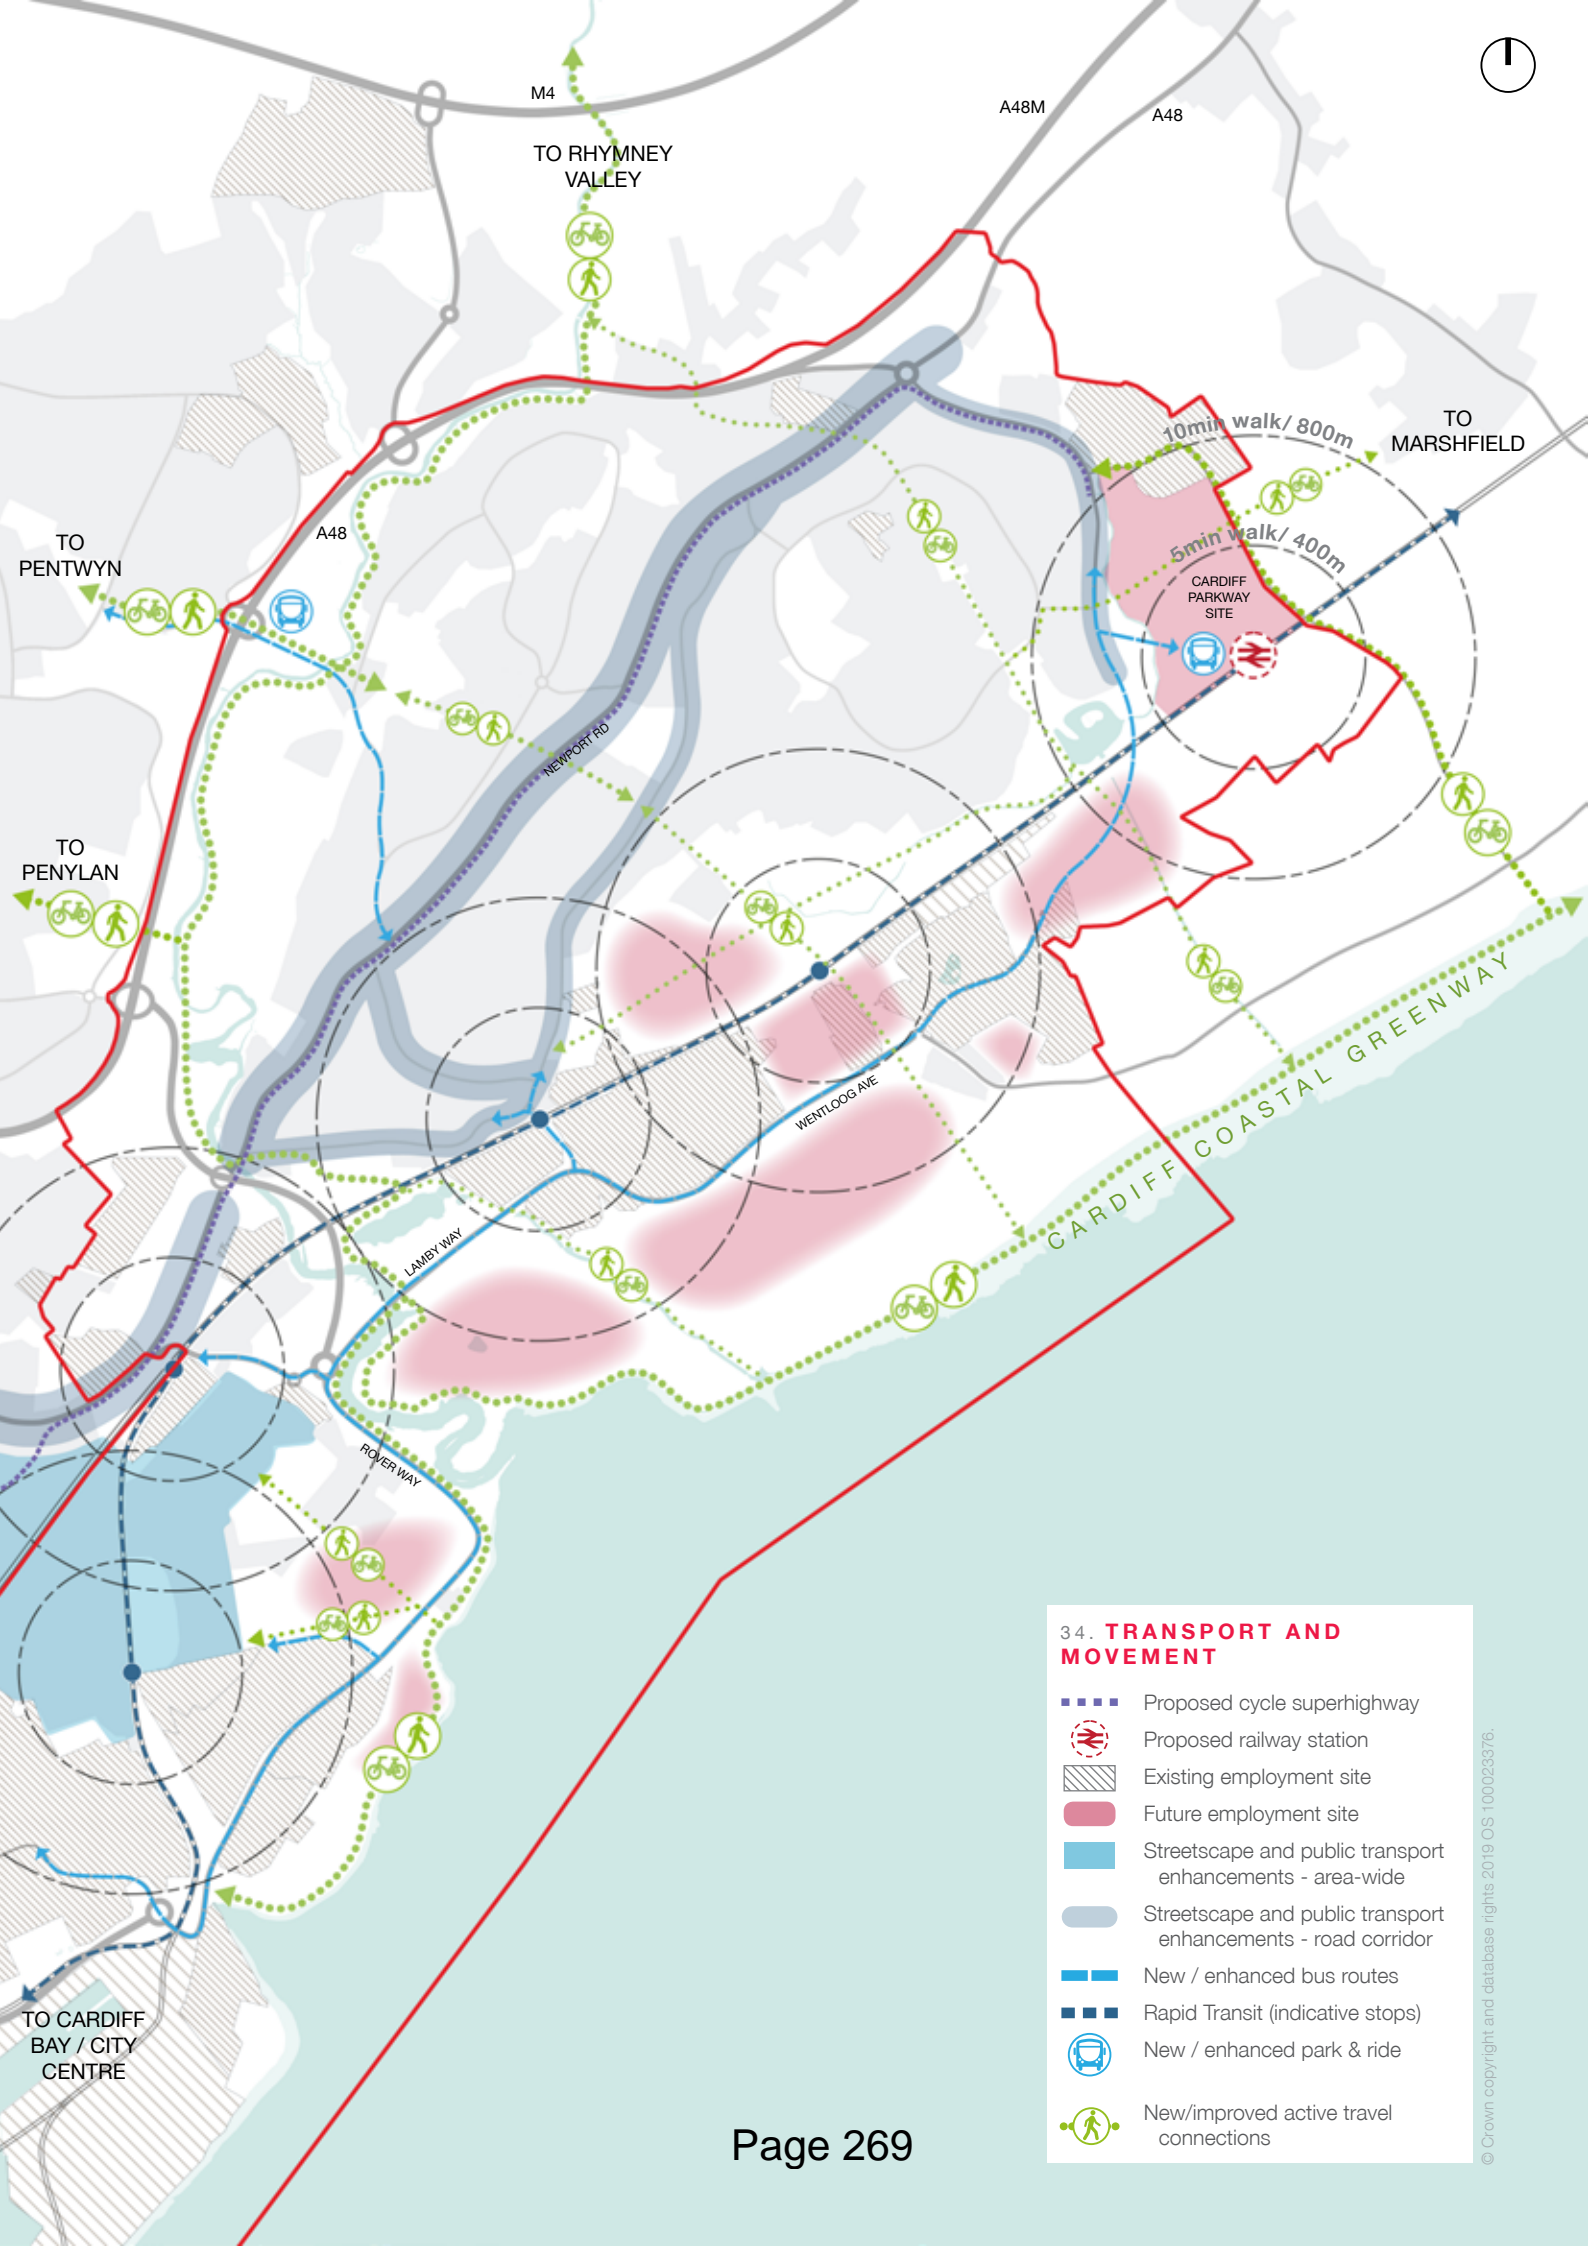 M4
A48M
A48
TO RHYMNEY
VALLEY
10min walk/ 800m
TO
MARSHFIELD
A48
TO
PENTWYN
5min walk/ 400m
CARDIFF
PARKWAY
SITE
NEWPORT RD
TO
PENYLAN
WENTLOOG AVE
CARDIFF COASTAL GREENWAY
LAMBY WAY
ROVER WAY
TO CARDIFF
BAY / CITY
CENTRE
34. TRANSPORT AND
MOVEMENT
Proposed cycle superhighway
Proposed railway station
Existing employment site
Future employment site
Streetscape and public transport
enhancements - area-wide
Streetscape and public transport
enhancements - road corridor
New / enhanced bus routes
Rapid Transit (indicative stops)
New / enhanced park & ride
New/improved active travel
connections
© Crown copyright and database rights 2019 OS 100023376.
Page 269